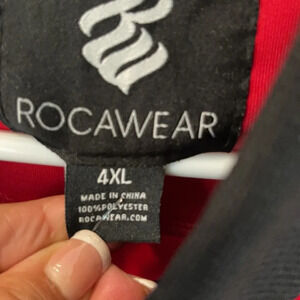 ROCAWEAR
4XL
MADE IN CHINA
100%POLYESTER
ROCAWEAR.COM